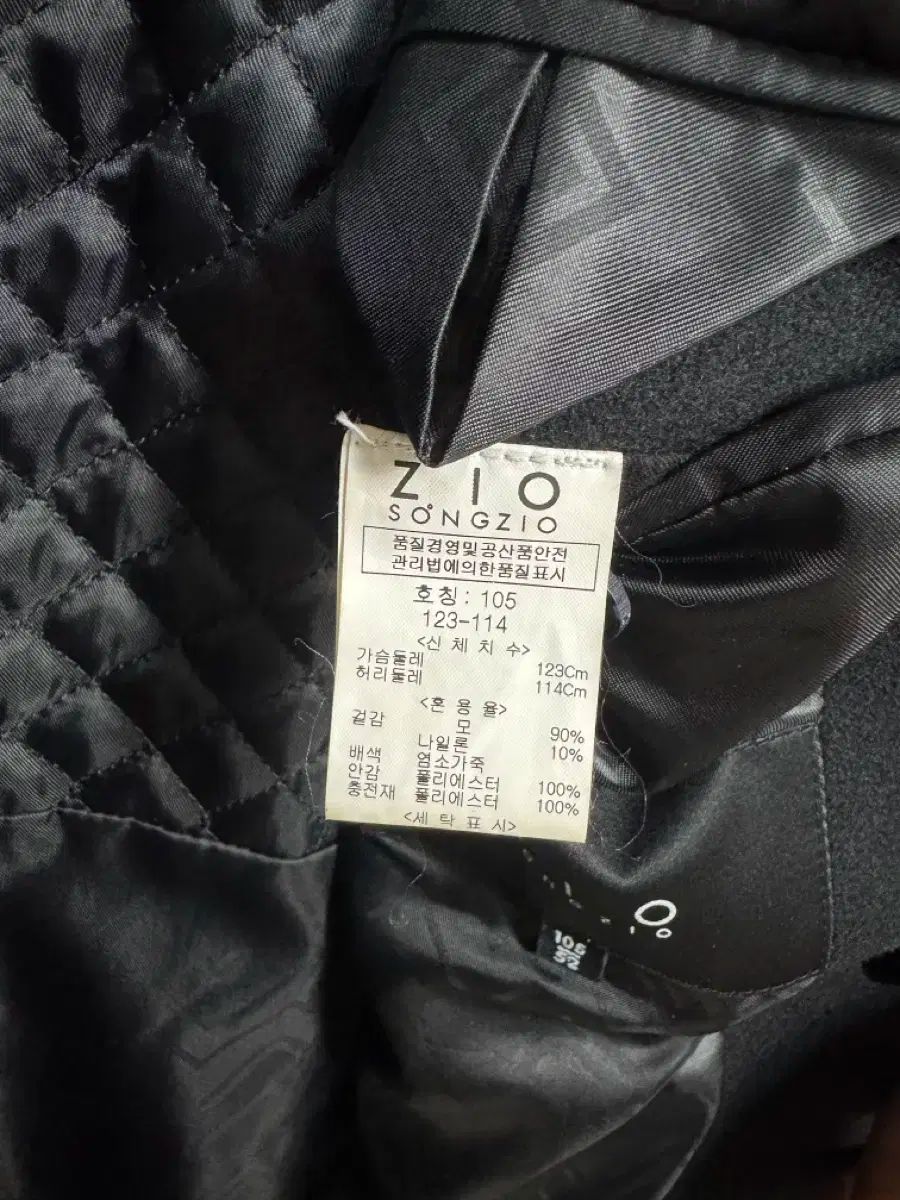 ZIO
SONGZIO
품질경영및공산품안전
관리법에의한품질표시
호칭: 105
123-114
<신 체 치 수>
가슴둘레 123Cm
허리둘레 114Cm
<혼 용 율>
겉감 모 90%
나일론 10%
배색 염소가죽
안감 폴리에스터 100%
충전재 폴리에스터 100%
<세 탁 표 시>
105
52